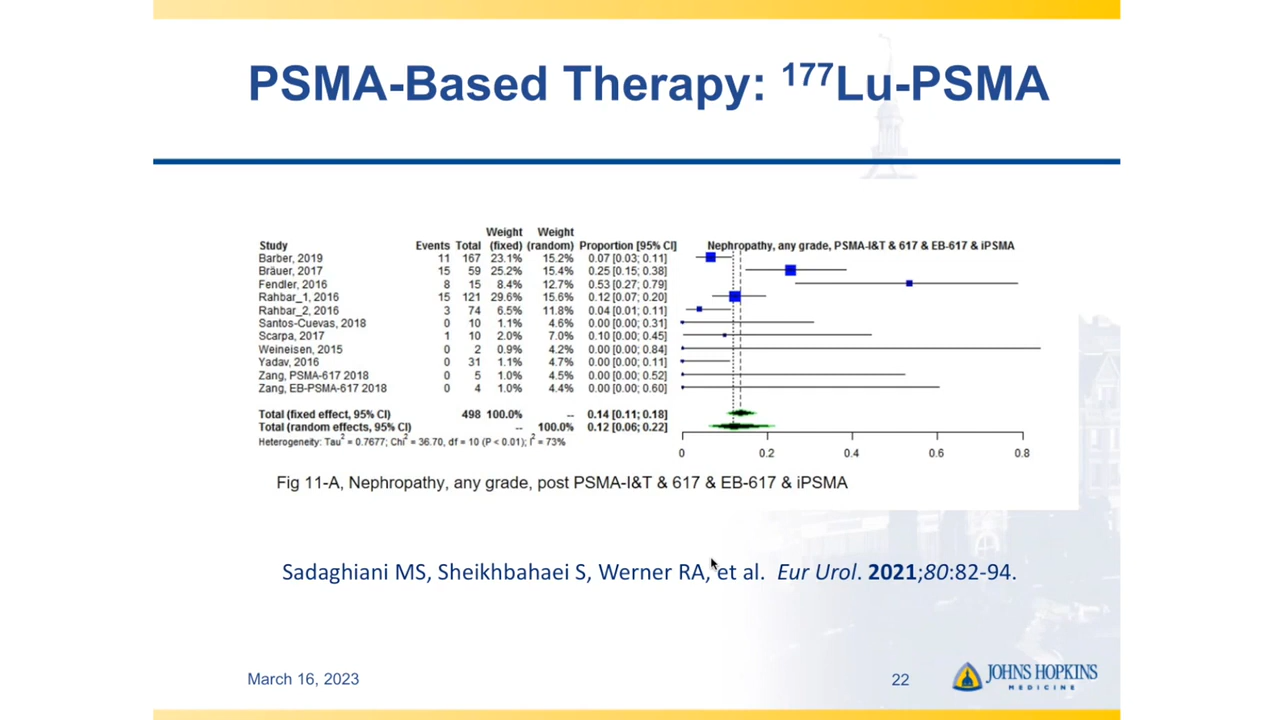 PSMA-Based Therapy: ¹⁷⁷Lu-PSMA
Weight Weight
Study Events Total (fixed) (random) Proportion [95% CI] Nephropathy, any grade, PSMA-I&T & 617 & EB-617 & iPSMA
Barber, 2019 11 167 23.1% 15.2% 0.07 [0.03; 0.11]
Bräuer, 2017 15 59 25.2% 15.4% 0.25 [0.15; 0.38]
Fendler, 2016 8 15 8.4% 12.7% 0.53 [0.27; 0.79]
Rahbar_1, 2016 15 121 29.6% 15.6% 0.12 [0.07; 0.20]
Rahbar_2, 2016 3 74 6.5% 11.8% 0.04 [0.01; 0.11]
Santos-Cuevas, 2018 0 10 1.1% 4.6% 0.00 [0.00; 0.31]
Scarpa, 2017 1 10 2.0% 7.0% 0.10 [0.00; 0.45]
Weineisen, 2015 0 2 0.9% 4.2% 0.00 [0.00; 0.84]
Yadav, 2016 0 31 1.1% 4.7% 0.00 [0.00; 0.11]
Zang, PSMA-617 2018 0 5 1.0% 4.5% 0.00 [0.00; 0.52]
Zang, EB-PSMA-617 2018 0 4 1.0% 4.4% 0.00 [0.00; 0.60]
Total (fixed effect, 95% CI) 498 100.0% -- 0.14 [0.11; 0.18]
Total (random effects, 95% CI) -- 100.0% 0.12 [0.06; 0.22]
Heterogeneity: Tau² = 0.7677; Chi² = 36.70, df = 10 (P < 0.01); I² = 73%
0 0.2 0.4 0.6 0.8
Fig 11-A, Nephropathy, any grade, post PSMA-I&T & 617 & EB-617 & iPSMA
Sadaghiani MS, Sheikhbahaei S, Werner RA, et al. Eur Urol. 2021;80:82-94.
March 16, 2023
22
JOHNS HOPKINS
MEDICINE